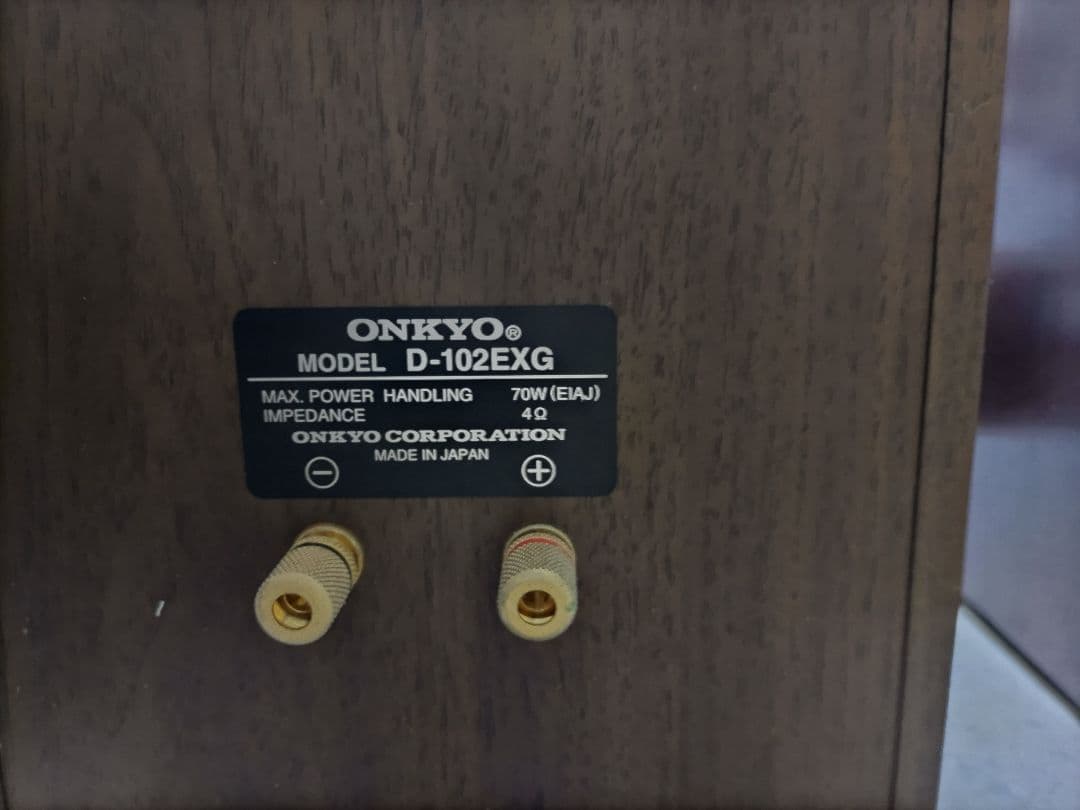 ONKYO®
MODEL D-102EXG
MAX. POWER HANDLING 70W (EIAJ)
IMPEDANCE 4Ω
ONKYO CORPORATION
MADE IN JAPAN
⊖ ⊕